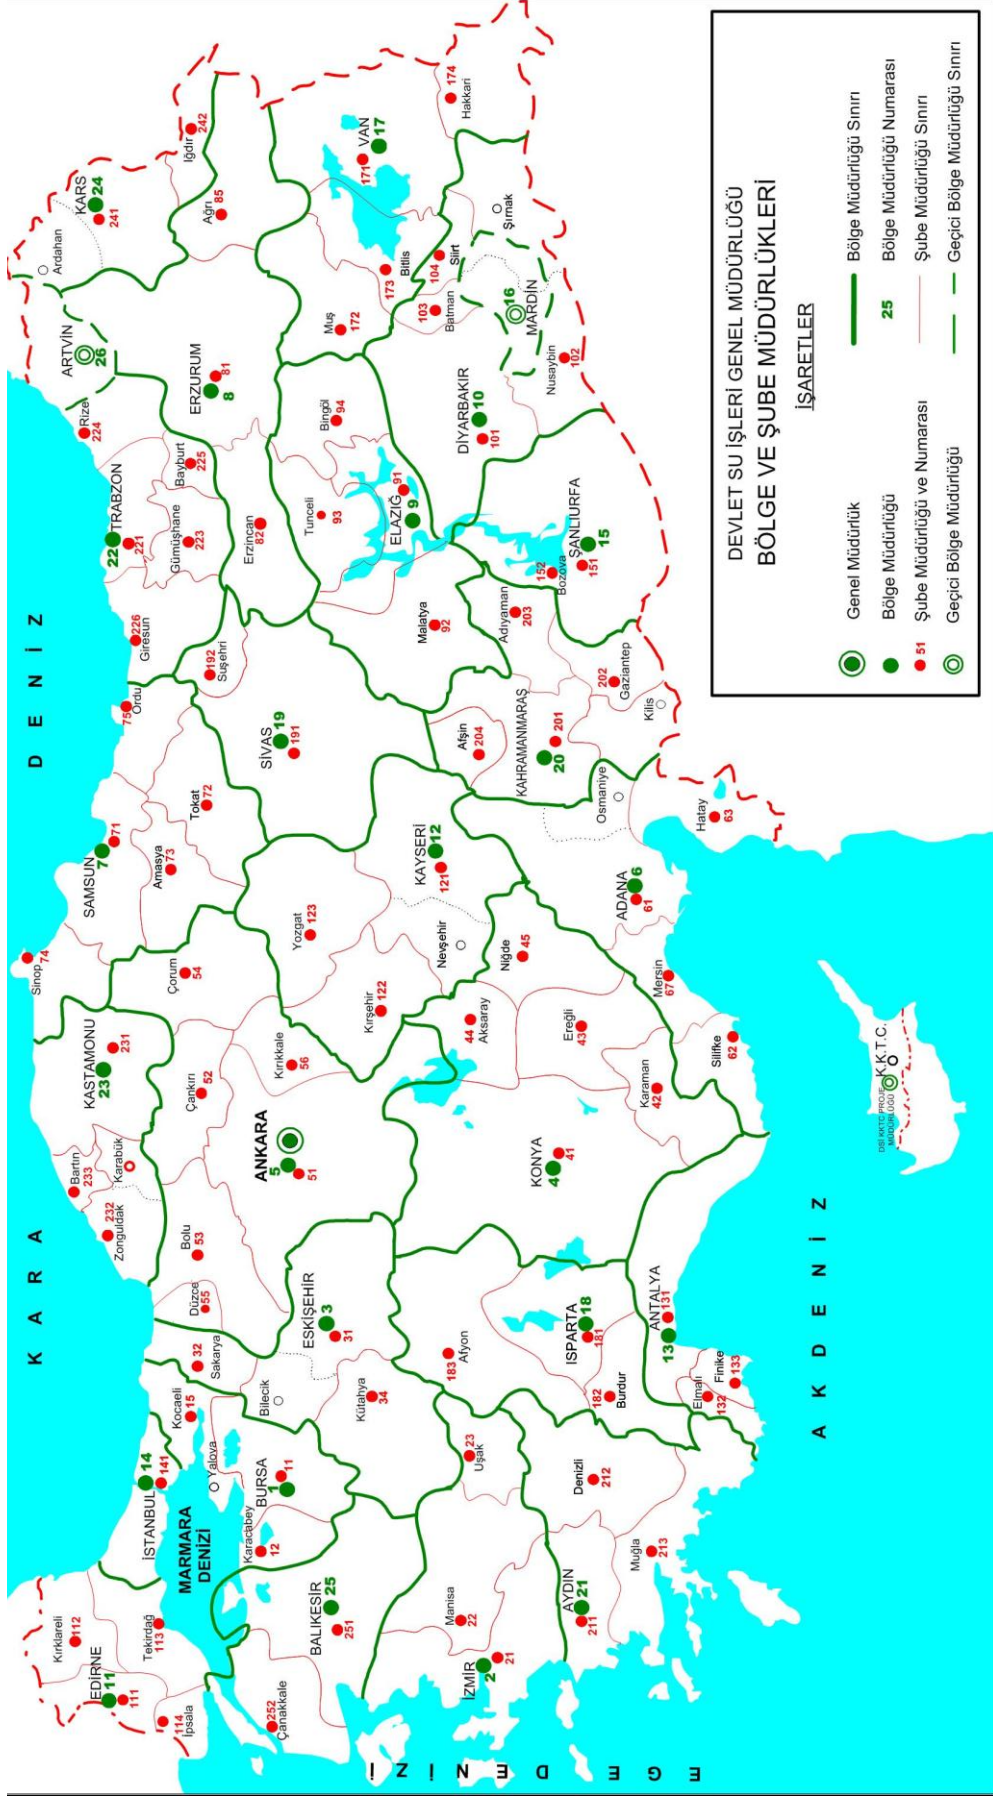 K A R A
D E N İ Z
MARMARA
DENİZİ
E G E  D E N İ Z İ
A K D E N İ Z
Kırklareli
112
EDİRNE
11
111
Tekirdağ
113
İpsala
114
Çanakkale
252
İSTANBUL
14
141
Kocaeli
15
Yalova
Karacabey
12
BURSA
1
11
Bilecik
BALIKESİR
25
251
Sakarya
32
Düzce
55
Bolu
53
Zonguldak
232
Bartın
233
Karabük
KASTAMONU
23
231
Çankırı
52
Sinop
74
SAMSUN
7
71
Çorum
54
Amasya
73
Tokat
72
Ordu
75
Giresun
226
Suşehri
192
TRABZON
22
221
Gümüşhane
223
Bayburt
225
Rize
224
ARTVİN
26
Ardahan
KARS
24
241
Iğdır
242
Ağrı
85
ERZURUM
8
81
Erzincan
82
ESKİŞEHİR
3
31
Kütahya
34
ANKARA
5
51
Kırıkkale
56
Kırşehir
122
Yozgat
123
SİVAS
19
191
Tunceli
93
Bingöl
94
Muş
172
VAN
17
171
Bitlis
173
Hakkari
174
Siirt
104
Şırnak
Batman
103
MARDİN
16
Nusaybin
102
DİYARBAKIR
10
101
ELAZIĞ
9
91
Malatya
92
KAYSERİ
12
121
Nevşehir
Aksaray
44
Niğde
45
Ereğli
43
Karaman
42
KONYA
4
41
Afyon
183
Uşak
23
Manisa
22
İZMİR
2
21
AYDIN
21
211
Denizli
212
Muğla
213
ISPARTA
18
181
Burdur
182
ANTALYA
13
131
Elmalı
132
Finike
133
Silifke
62
Mersin
67
ADANA
6
61
Osmaniye
Hatay
63
Afşin
204
KAHRAMANMARAŞ
20
201
Kilis
Gaziantep
202
Adıyaman
203
Bozova
152
ŞANLIURFA
15
151
DSİ KKTC PROJE
MÜDÜRLÜĞÜ
K.K.T.C.
DEVLET SU İŞLERİ GENEL MÜDÜRLÜĞÜ
BÖLGE VE ŞUBE MÜDÜRLÜKLERİ
İŞARETLER
Genel Müdürlük
Bölge Müdürlüğü Sınırı
Bölge Müdürlüğü
25 Bölge Müdürlüğü Numarası
51 Şube Müdürlüğü ve Numarası
Şube Müdürlüğü Sınırı
Geçici Bölge Müdürlüğü
Geçici Bölge Müdürlüğü Sınırı